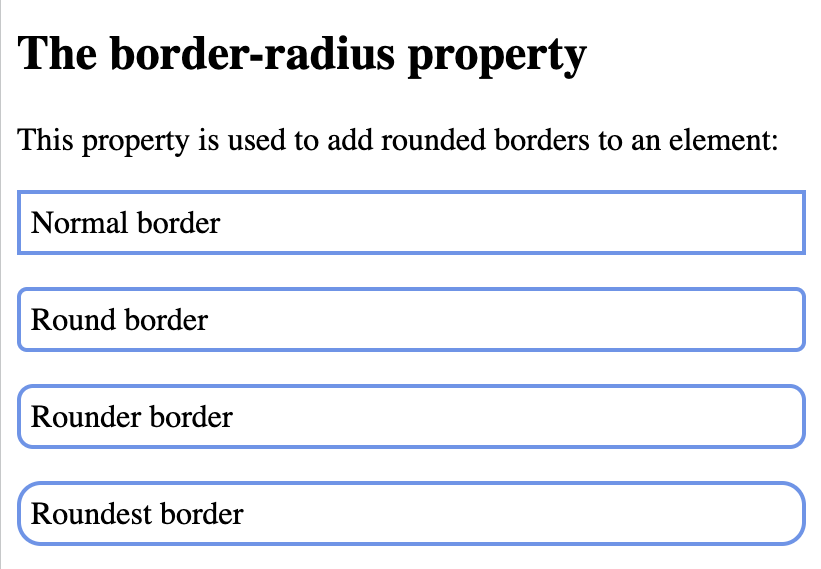 The border-radius property
This property is used to add rounded borders to an element:
Normal border
Round border
Rounder border
Roundest border